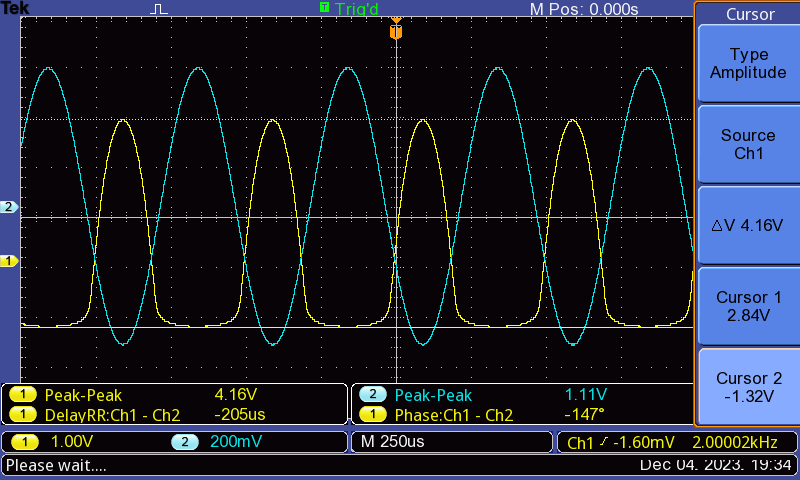 Tek
T Trig'd
M Pos: 0.000s
Cursor
T
Type
Amplitude
Source
Ch1
△V 4.16V
Cursor 1
2.84V
Cursor 2
-1.32V
2
1
1 Peak-Peak 4.16V
1 DelayRR:Ch1 - Ch2 -205us
2 Peak-Peak 1.11V
1 Phase:Ch1 - Ch2 -147°
1 1.00V 2 200mV M 250us Ch1 -1.60mV 2.00002kHz
Please wait.... Dec 04. 2023. 19:34